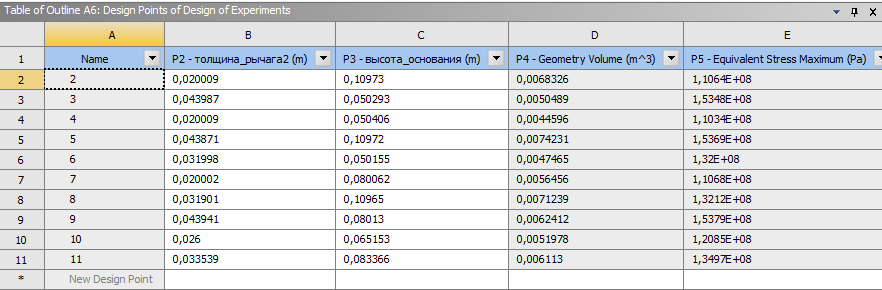 Table of Outline A6: Design Points of Design of Experiments
A B C D E
1 Name P2 - толщина_рычага2 (m) P3 - высота_основания (m) P4 - Geometry Volume (m^3) P5 - Equivalent Stress Maximum (Pa)
2 2 0,020009 0,10973 0,0068326 1,1064E+08
3 3 0,043987 0,050293 0,0050489 1,5348E+08
4 4 0,020009 0,050406 0,0044596 1,1034E+08
5 5 0,043871 0,10972 0,0074231 1,5369E+08
6 6 0,031998 0,050155 0,0047465 1,32E+08
7 7 0,020002 0,080062 0,0056456 1,1068E+08
8 8 0,031901 0,10965 0,0071239 1,3212E+08
9 9 0,043941 0,08013 0,0062412 1,5379E+08
10 10 0,026 0,065153 0,0051978 1,2085E+08
11 11 0,033539 0,083366 0,006113 1,3497E+08
* New Design Point